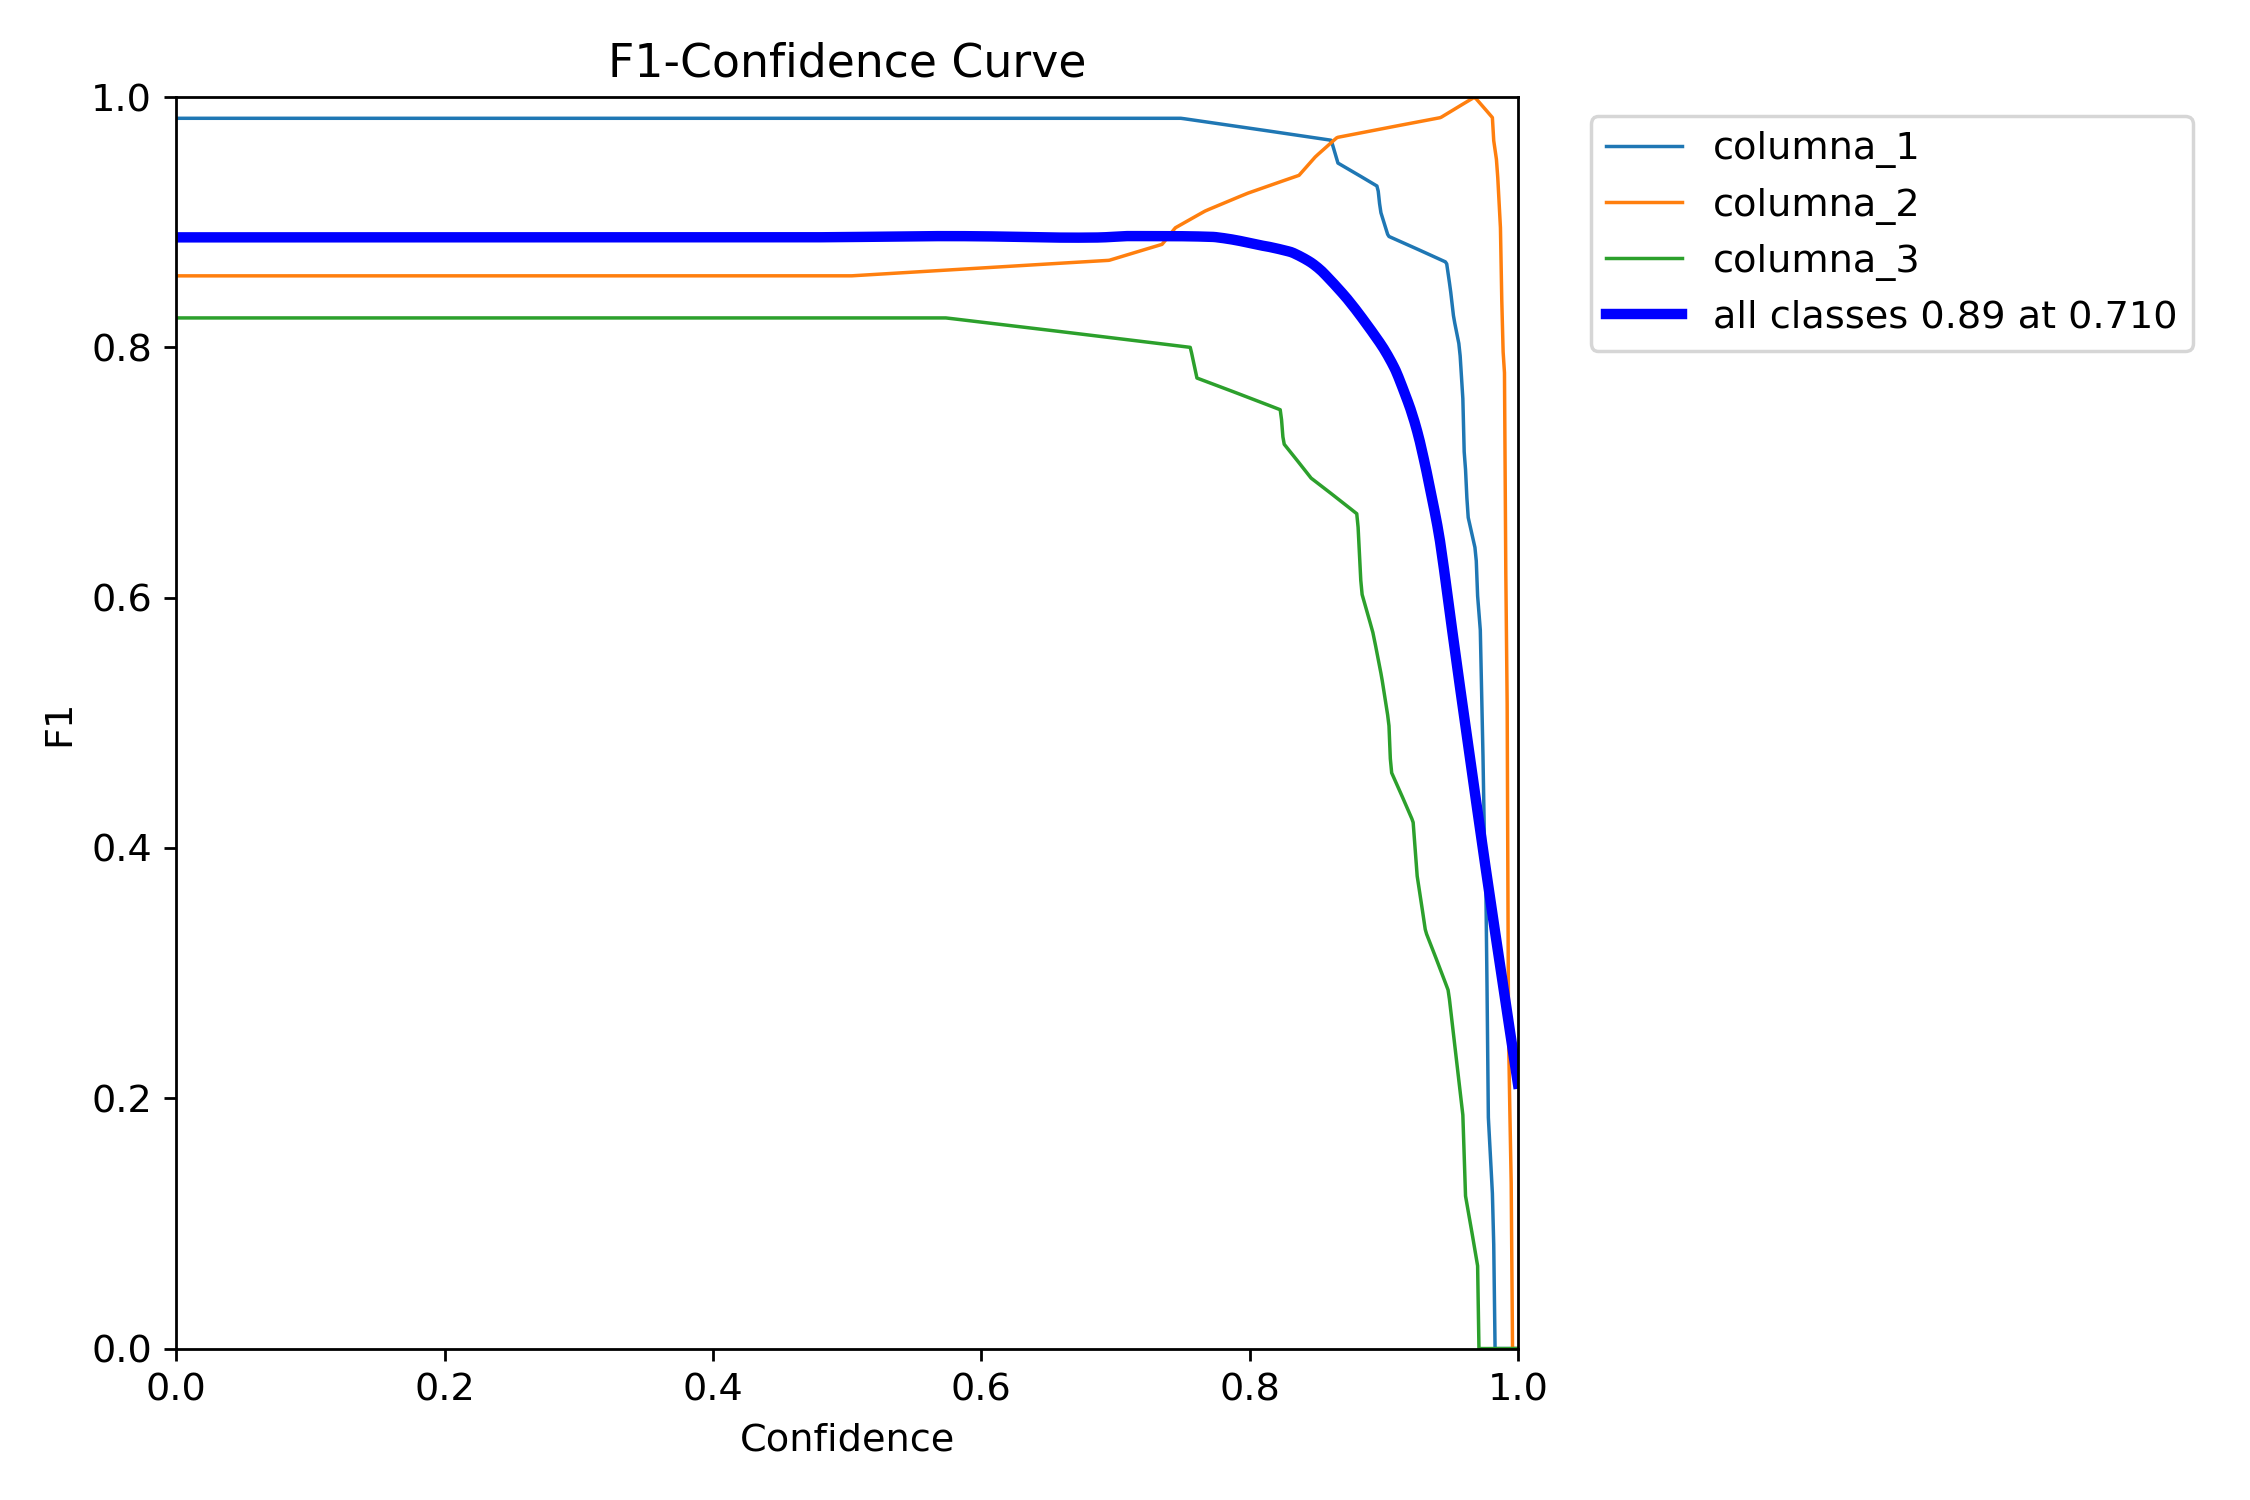 F1-Confidence Curve
1.0
0.8
0.6
0.4
0.2
0.0
F1
0.0 0.2 0.4 0.6 0.8 1.0
Confidence
columna_1
columna_2
columna_3
all classes 0.89 at 0.710